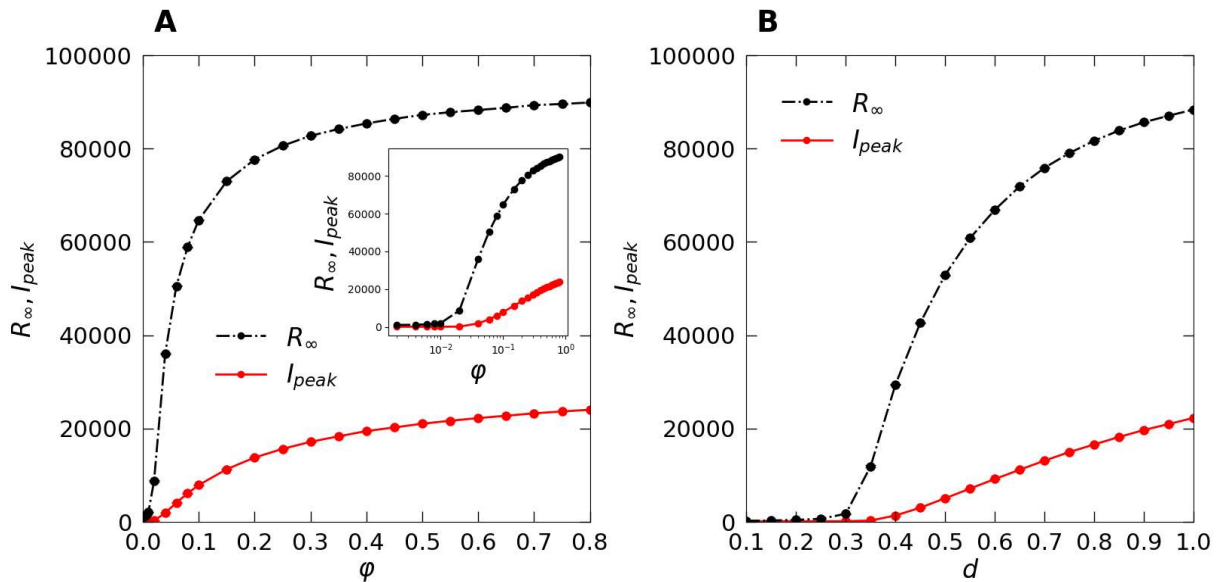 A
100000
80000
60000
40000
20000
0
R∞, Ipeak
R∞
Ipeak
0.0 0.1 0.2 0.3 0.4 0.5 0.6 0.7 0.8
φ
80000
60000
40000
20000
0
R∞, Ipeak
10⁻² 10⁻¹ 10⁰
φ
B
100000
80000
60000
40000
20000
0
R∞, Ipeak
R∞
Ipeak
0.1 0.2 0.3 0.4 0.5 0.6 0.7 0.8 0.9 1.0
d